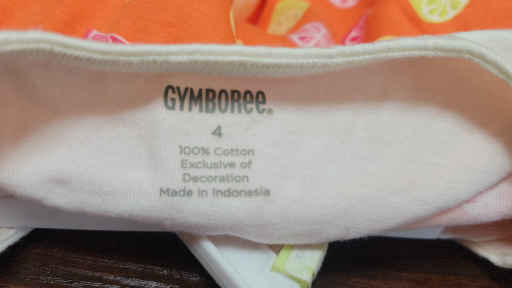 GYMBOREE®
4
100% Cotton
Exclusive of
Decoration
Made in Indonesia